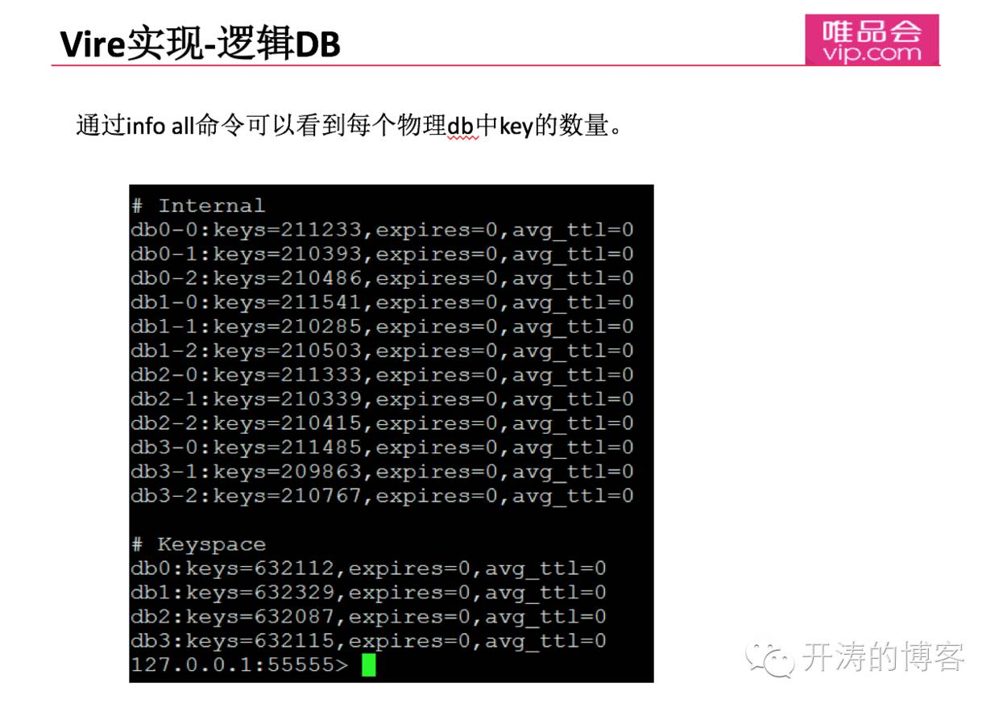 Vire实现-逻辑DB
唯品会
vip.com
通过info all命令可以看到每个物理db中key的数量。
# Internal
db0-0:keys=211233,expires=0,avg_ttl=0
db0-1:keys=210393,expires=0,avg_ttl=0
db0-2:keys=210486,expires=0,avg_ttl=0
db1-0:keys=211541,expires=0,avg_ttl=0
db1-1:keys=210285,expires=0,avg_ttl=0
db1-2:keys=210503,expires=0,avg_ttl=0
db2-0:keys=211333,expires=0,avg_ttl=0
db2-1:keys=210339,expires=0,avg_ttl=0
db2-2:keys=210415,expires=0,avg_ttl=0
db3-0:keys=211485,expires=0,avg_ttl=0
db3-1:keys=209863,expires=0,avg_ttl=0
db3-2:keys=210767,expires=0,avg_ttl=0
# Keyspace
db0:keys=632112,expires=0,avg_ttl=0
db1:keys=632329,expires=0,avg_ttl=0
db2:keys=632087,expires=0,avg_ttl=0
db3:keys=632115,expires=0,avg_ttl=0
127.0.0.1:55555>
开涛的博客